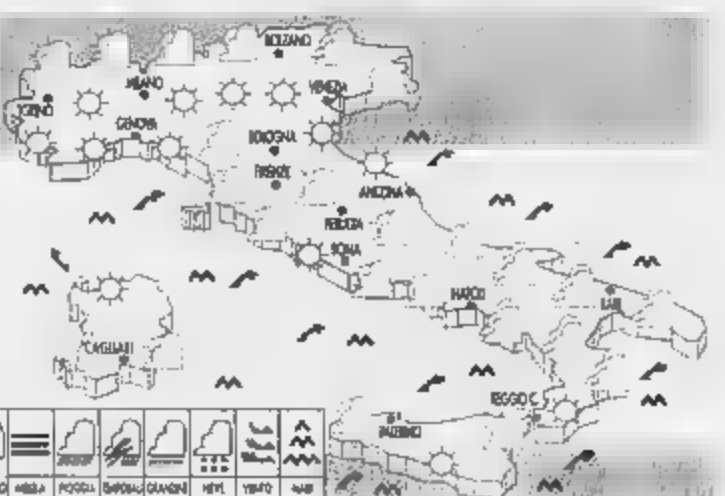 BOLZANO
MILANO
VENEZIA
TORINO
GENOVA
BOLOGNA
FIRENZE
ANCONA
PERUGIA
ROMA
BARI
NAPOLI
CAGLIARI
REGGIO C.
PALERMO
NEBBIA PIOGGIA TEMPORALI GRANDINE NEVE VENTO MARI